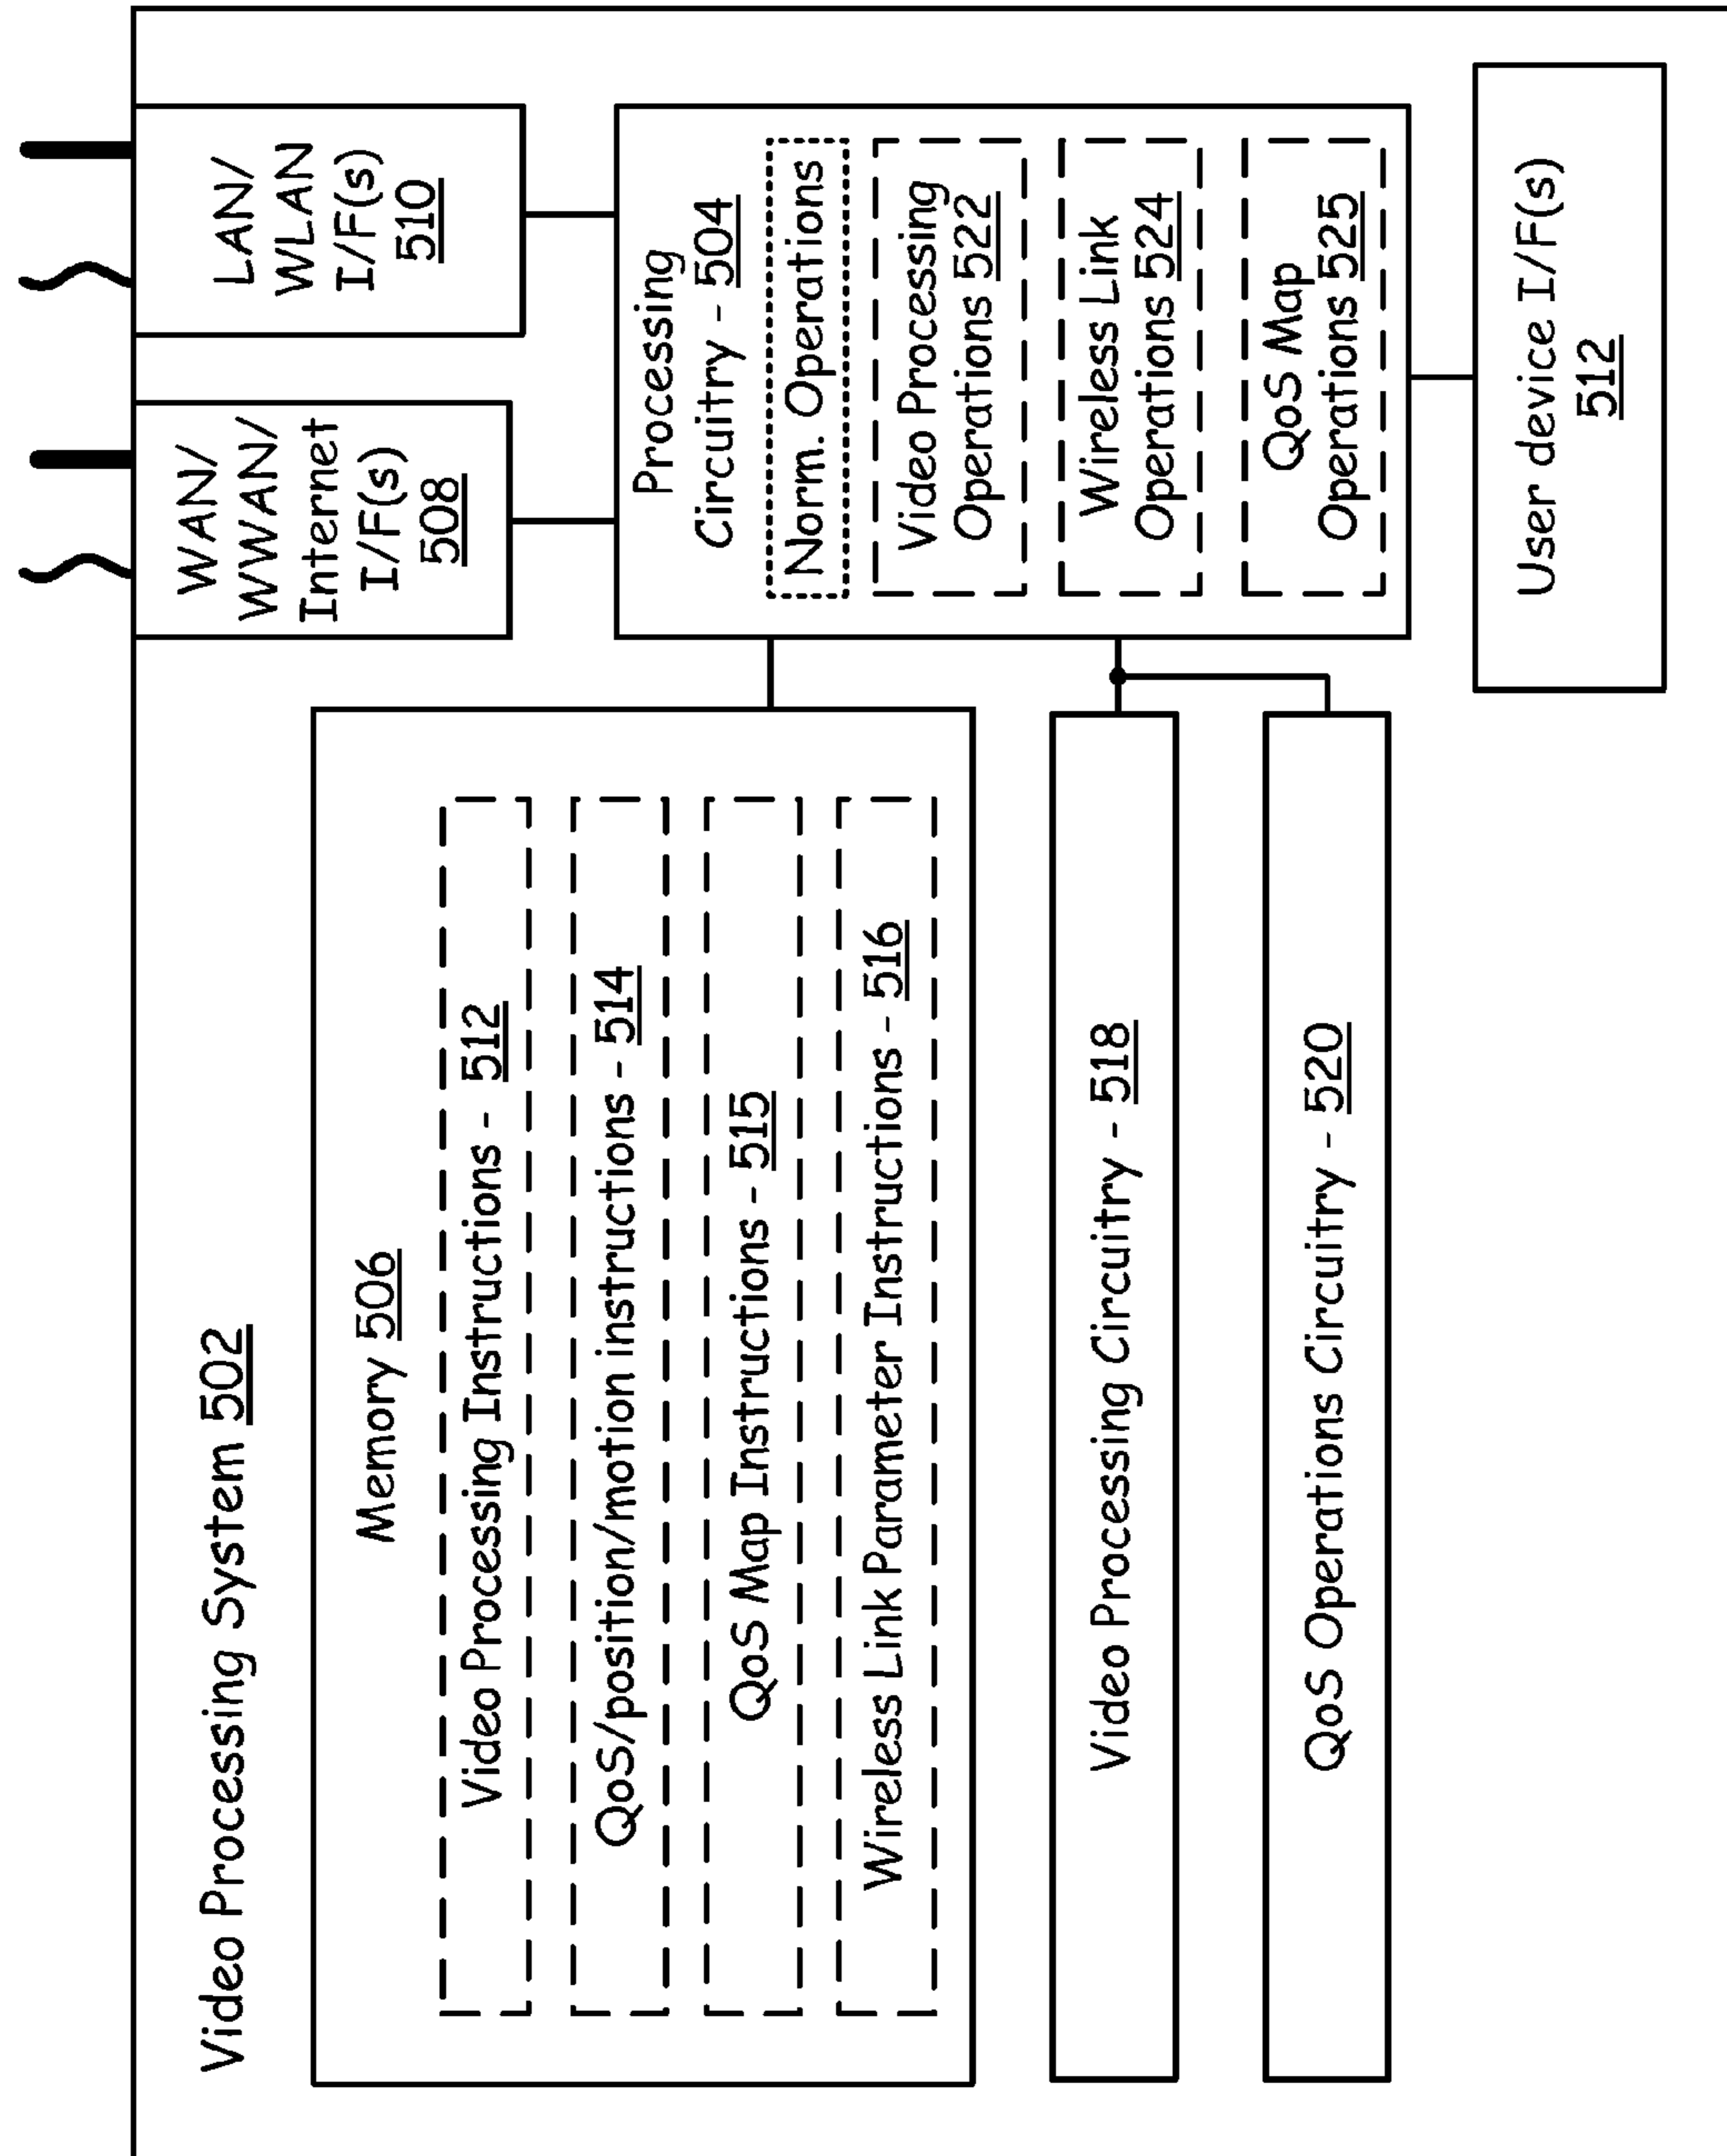 Video Processing System 502
Memory 506
Video Processing Instructions - 512
QoS/position/motion instructions - 514
QoS Map Instructions - 515
Wireless Link Parameter Instructions - 516
Video Processing Circuitry - 518
QoS Operations Circuitry - 520
WAN/
WWAN/
Internet
I/F(s)
508
LAN/
WLAN
I/F(s)
510
Processing
Circuitry - 504
Norm. Operations
Video Processing
Operations 522
Wireless Link
Operations 524
QoS Map
Operations 525
User device I/F(s)
512